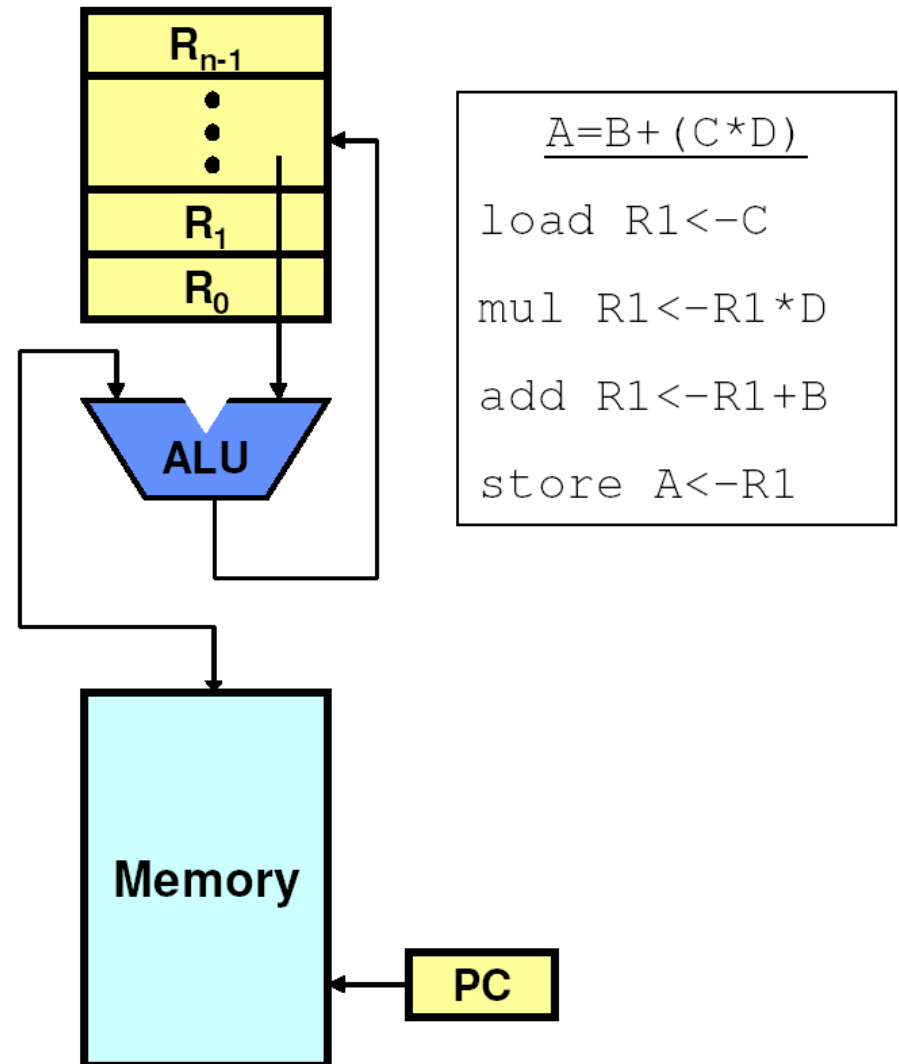 Rn-1
R1
R0
ALU
Memory
PC
A=B+(C*D)
load R1<-C
mul R1<-R1*D
add R1<-R1+B
store A<-R1